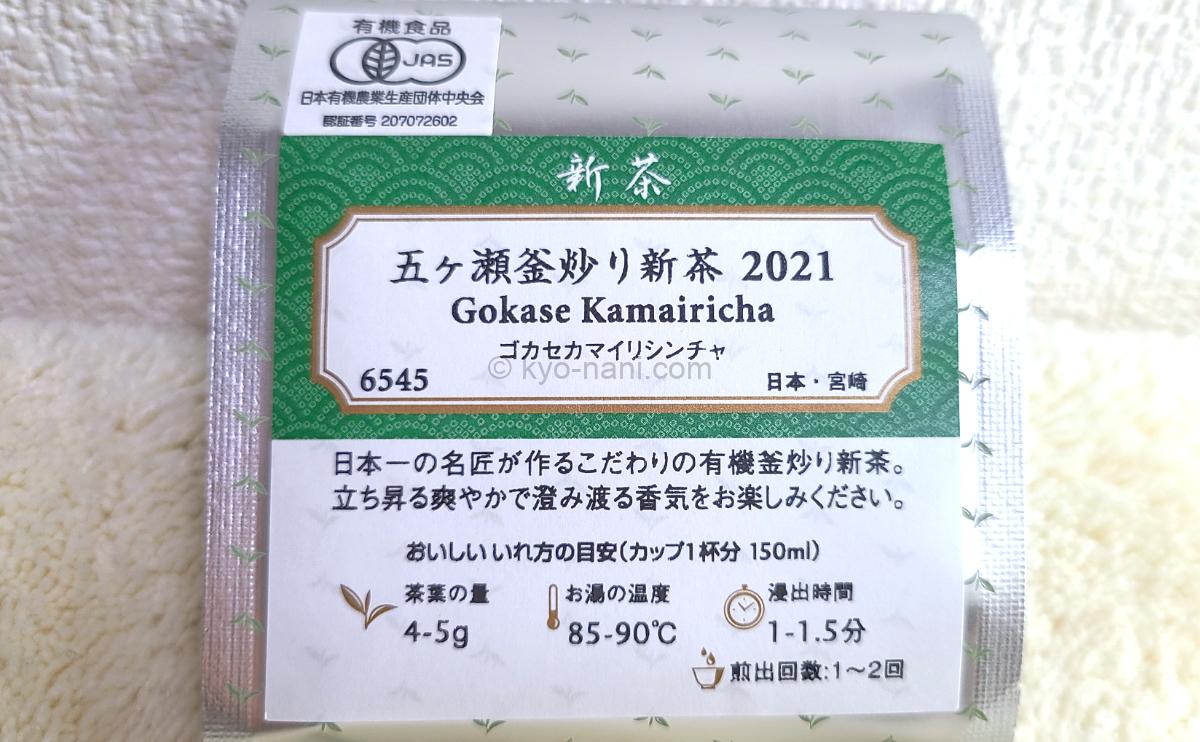 有機食品
JAS
日本有機農業生産団体中央会
認証番号 207072602
新茶
五ヶ瀬釜炒り新茶 2021
Gokase Kamairicha
ゴカセカマイリシンチャ
© kyo-nani.com
6545 日本・宮崎
日本一の名匠が作るこだわりの有機釜炒り新茶。
立ち昇る爽やかで澄み渡る香気をお楽しみください。
おいしいいれ方の目安(カップ1杯分 150ml)
茶葉の量 お湯の温度 浸出時間
4-5g 85-90℃ 1-1.5分
煎出回数:1〜2回